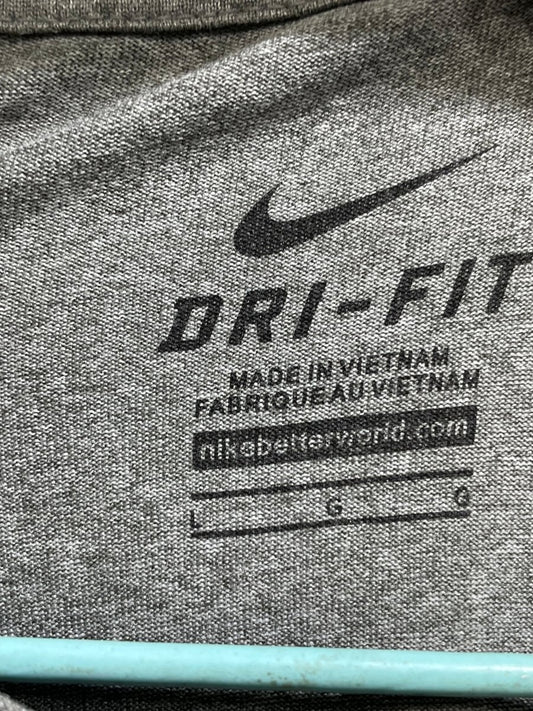 DRI-FIT
MADE IN VIETNAM
FABRIQUE AU VIETNAM
nikebetterworld.com
L G G